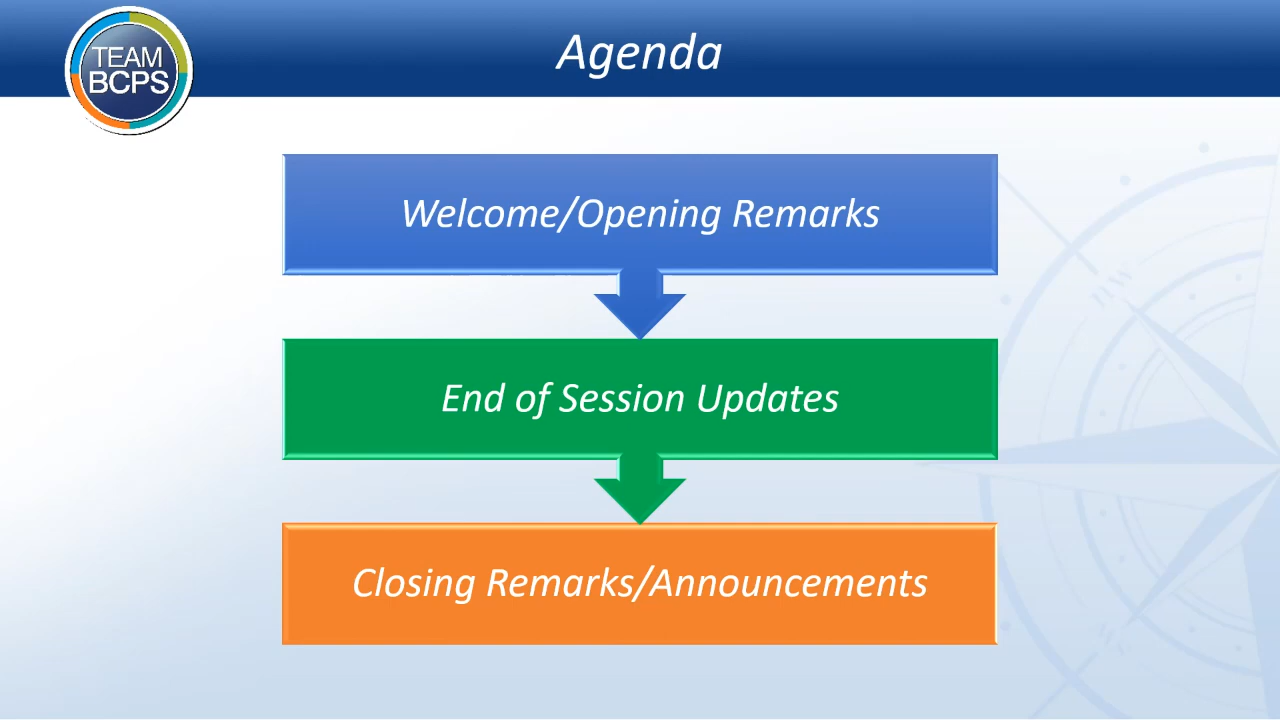 TEAM
BCPS
Agenda
Welcome/Opening Remarks
End of Session Updates
Closing Remarks/Announcements